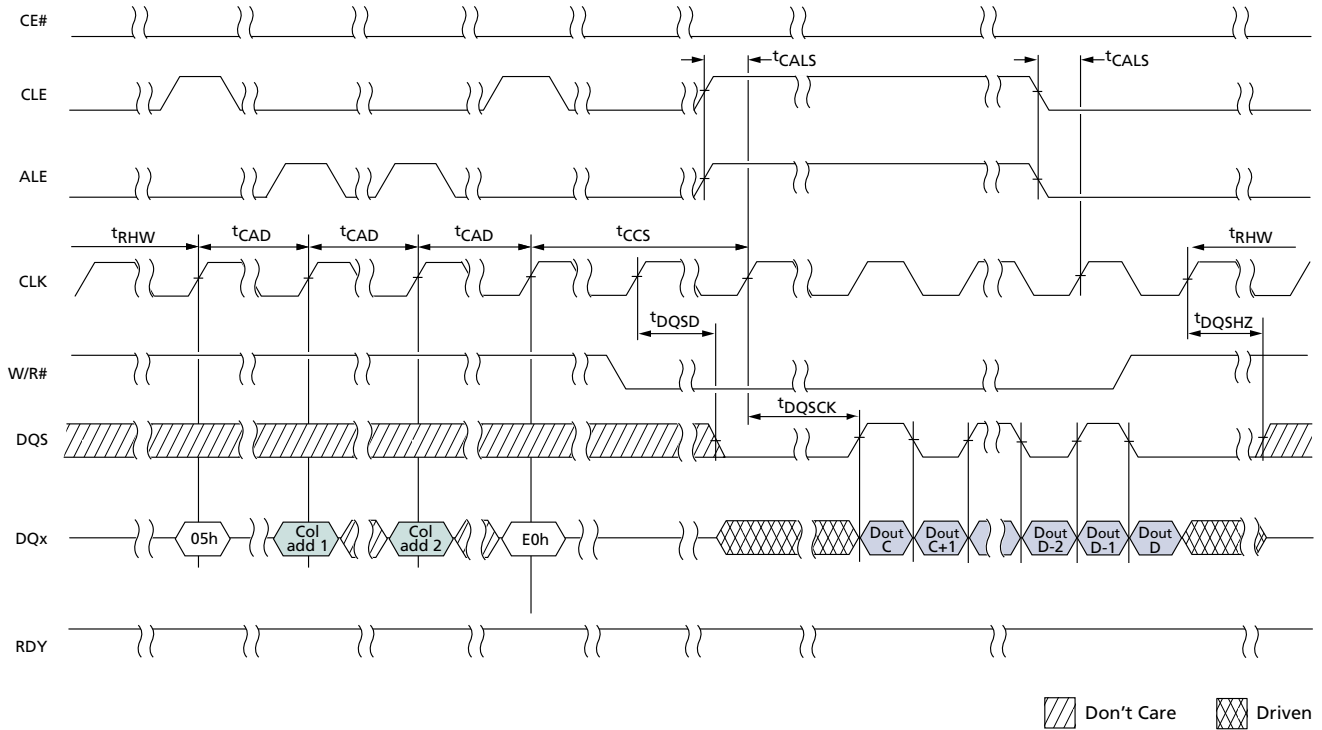 CE#
tCALS
tCALS
CLE
ALE
tRHW
tCAD
tCAD
tCAD
tCCS
tRHW
CLK
tDQSD
tDQSHZ
W/R#
tDQSCK
DQS
DQx
05h
Col
add 1
Col
add 2
E0h
Dout
C
Dout
C+1
Dout
D-2
Dout
D-1
Dout
D
RDY
Don't Care
Driven